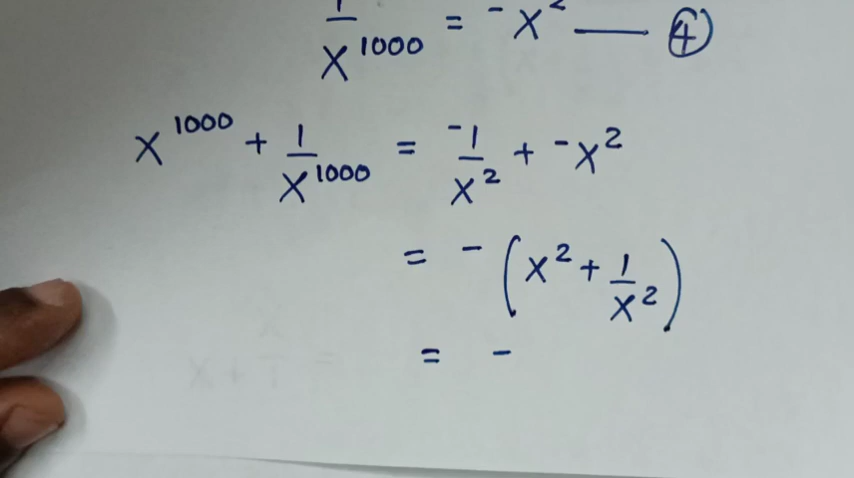 1/x^1000 = -x^2 —— ④
x^1000 + 1/x^1000 = -1/x^2 + -x^2
= -(x^2 + 1/x^2)
= -